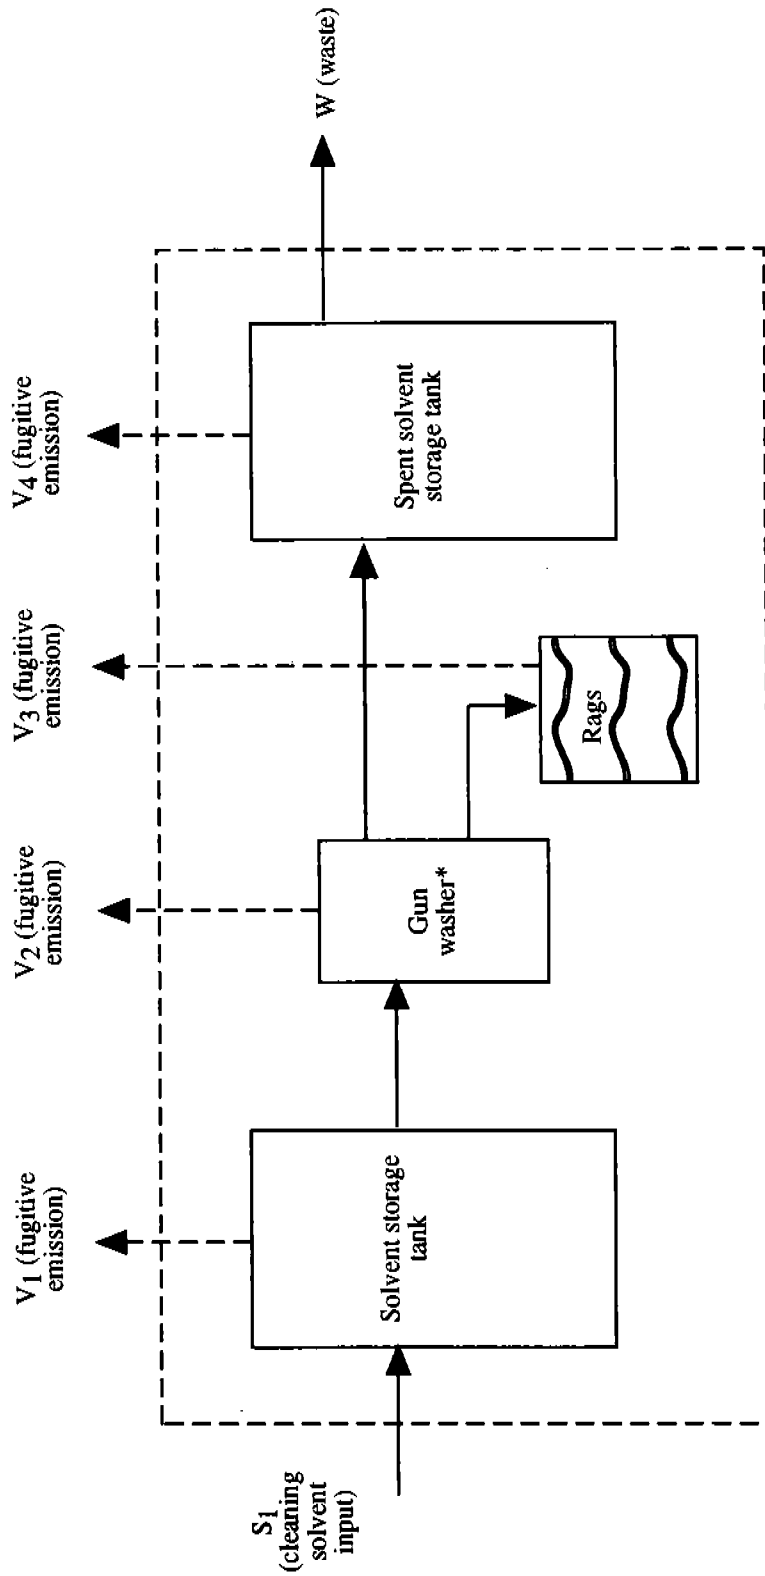 V1 (fugitive
emission)
V2 (fugitive
emission)
V3 (fugitive
emission)
V4 (fugitive
emission)
S1
(cleaning
solvent
input)
Solvent storage
tank
Gun
washer*
Rags
Spent solvent
storage tank
W (waste)